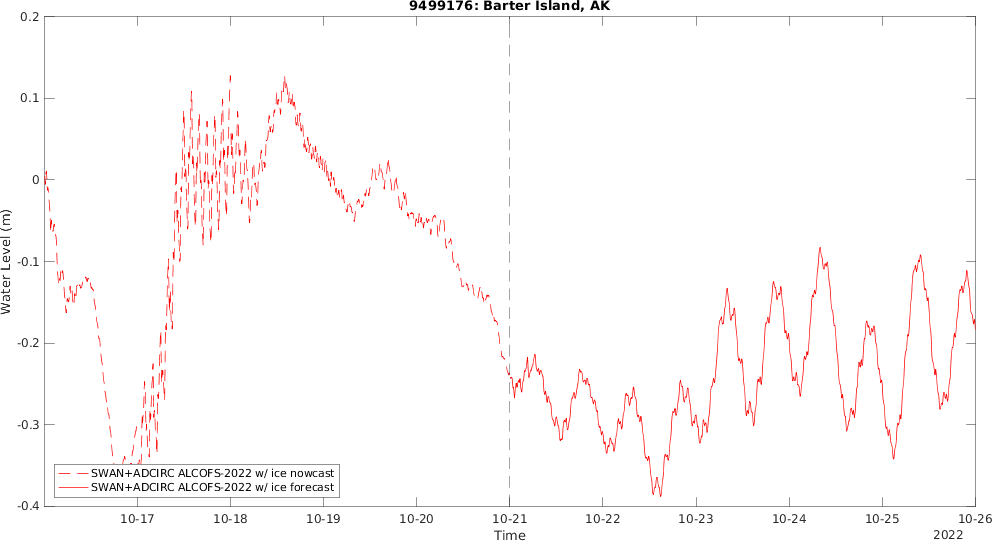 9499176: Barter Island, AK
0.2
0.1
0
-0.1
-0.2
-0.3
-0.4
Water Level (m)
SWAN+ADCIRC ALCOFS-2022 w/ ice nowcast
SWAN+ADCIRC ALCOFS-2022 w/ ice forecast
10-17 10-18 10-19 10-20 10-21 10-22 10-23 10-24 10-25 10-26
Time
2022